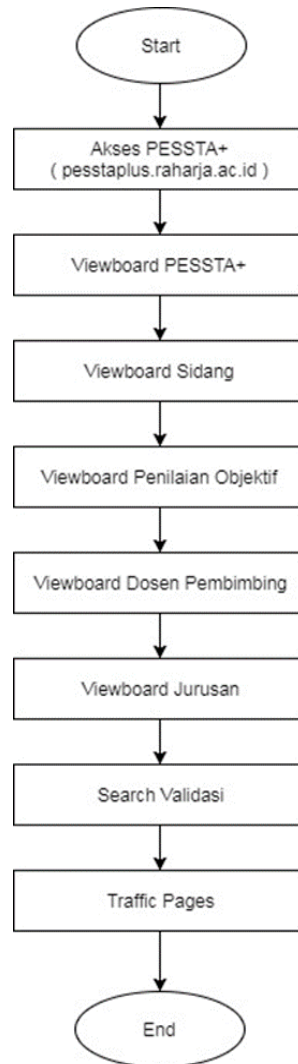 Start
Akses PESSTA+
( pesstaplus.raharja.ac.id )
Viewboard PESSTA+
Viewboard Sidang
Viewboard Penilaian Objektif
Viewboard Dosen Pembimbing
Viewboard Jurusan
Search Validasi
Traffic Pages
End